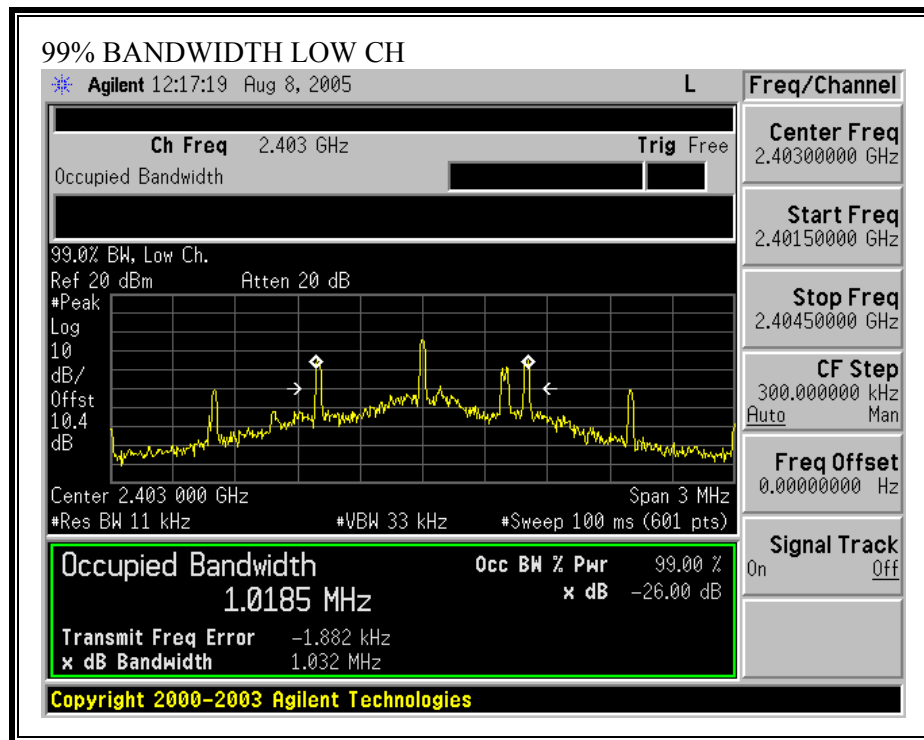 99% BANDWIDTH LOW CH
Agilent 12:17:19 Aug 8, 2005 L
Freq/Channel
Ch Freq 2.403 GHz Trig Free
Occupied Bandwidth
Center Freq
2.40300000 GHz
Start Freq
2.40150000 GHz
Stop Freq
2.40450000 GHz
CF Step
300.000000 kHz
Auto Man
Freq Offset
0.00000000 Hz
Signal Track
On Off
99.0% BW, Low Ch.
Ref 20 dBm Atten 20 dB
#Peak
Log
10
dB/
Offst
10.4
dB
Center 2.403 000 GHz Span 3 MHz
#Res BW 11 kHz #VBW 33 kHz #Sweep 100 ms (601 pts)
Occupied Bandwidth
1.0185 MHz
Occ BW % Pwr 99.00 %
x dB -26.00 dB
Transmit Freq Error -1.882 kHz
x dB Bandwidth 1.032 MHz
Copyright 2000-2003 Agilent Technologies